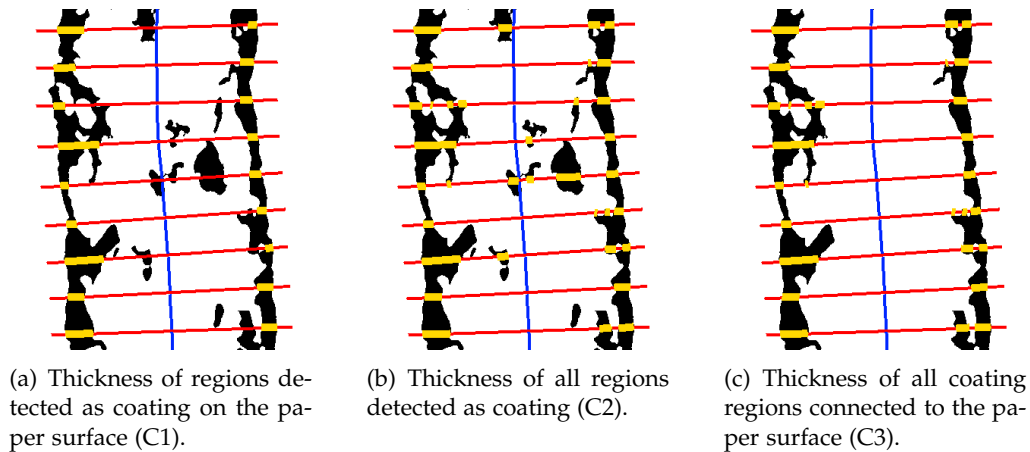 (a) Thickness of regions de-
tected as coating on the pa-
per surface (C1).
(b) Thickness of all regions
detected as coating (C2).
(c) Thickness of all coating
regions connected to the pa-
per surface (C3).